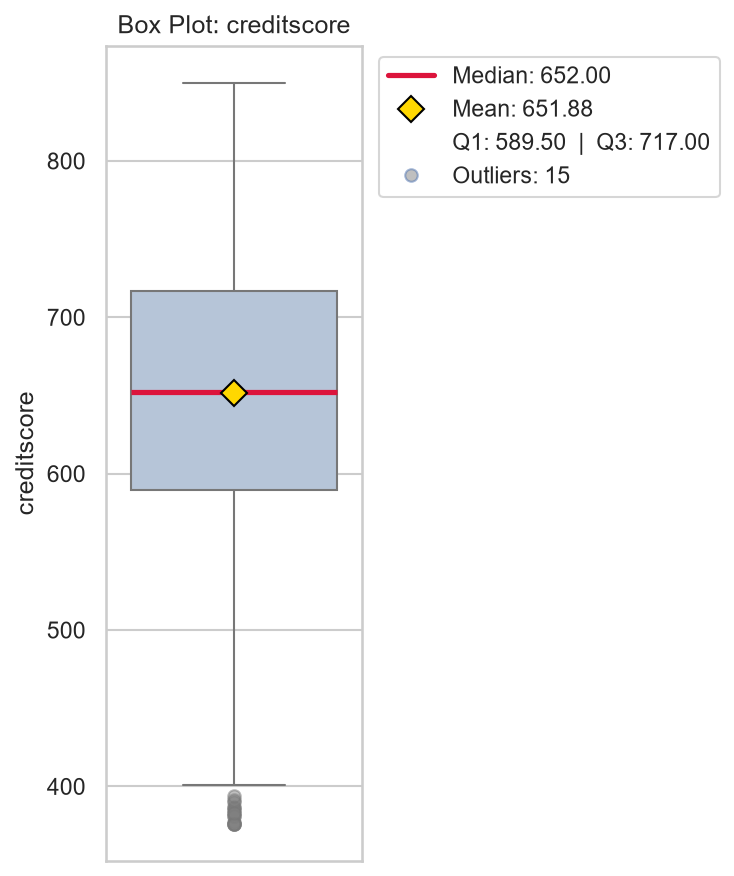 Box Plot: creditscore
Median: 652.00
Mean: 651.88
Q1: 589.50 | Q3: 717.00
Outliers: 15
creditscore
800
700
600
500
400